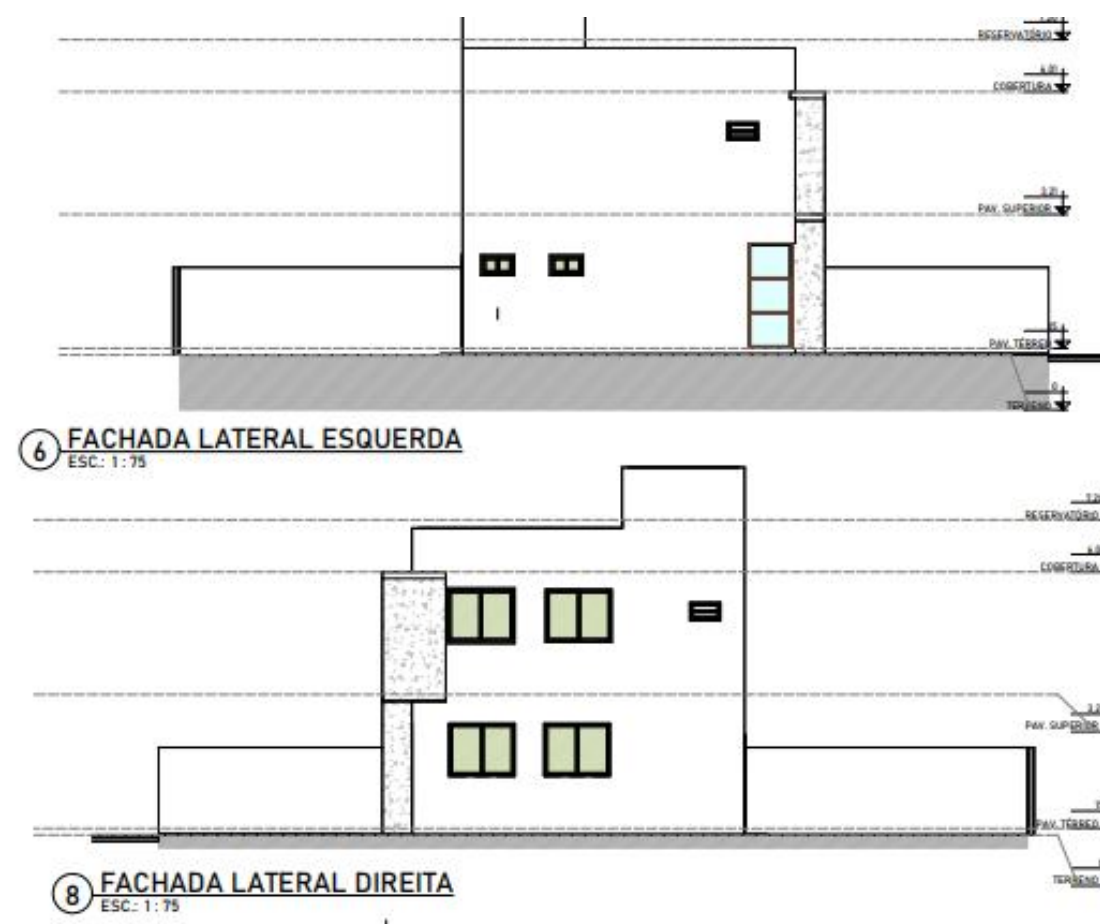 RESERVATÓRIO
COBERTURA
PAV. SUPERIOR
PAV. TÉRREO
0
TERRENO
6 FACHADA LATERAL ESQUERDA
ESC.: 1 : 75
RESERVATÓRIO
COBERTURA
PAV. SUPERIOR
PAV. TÉRREO
TERRENO
8 FACHADA LATERAL DIREITA
ESC.: 1 : 75